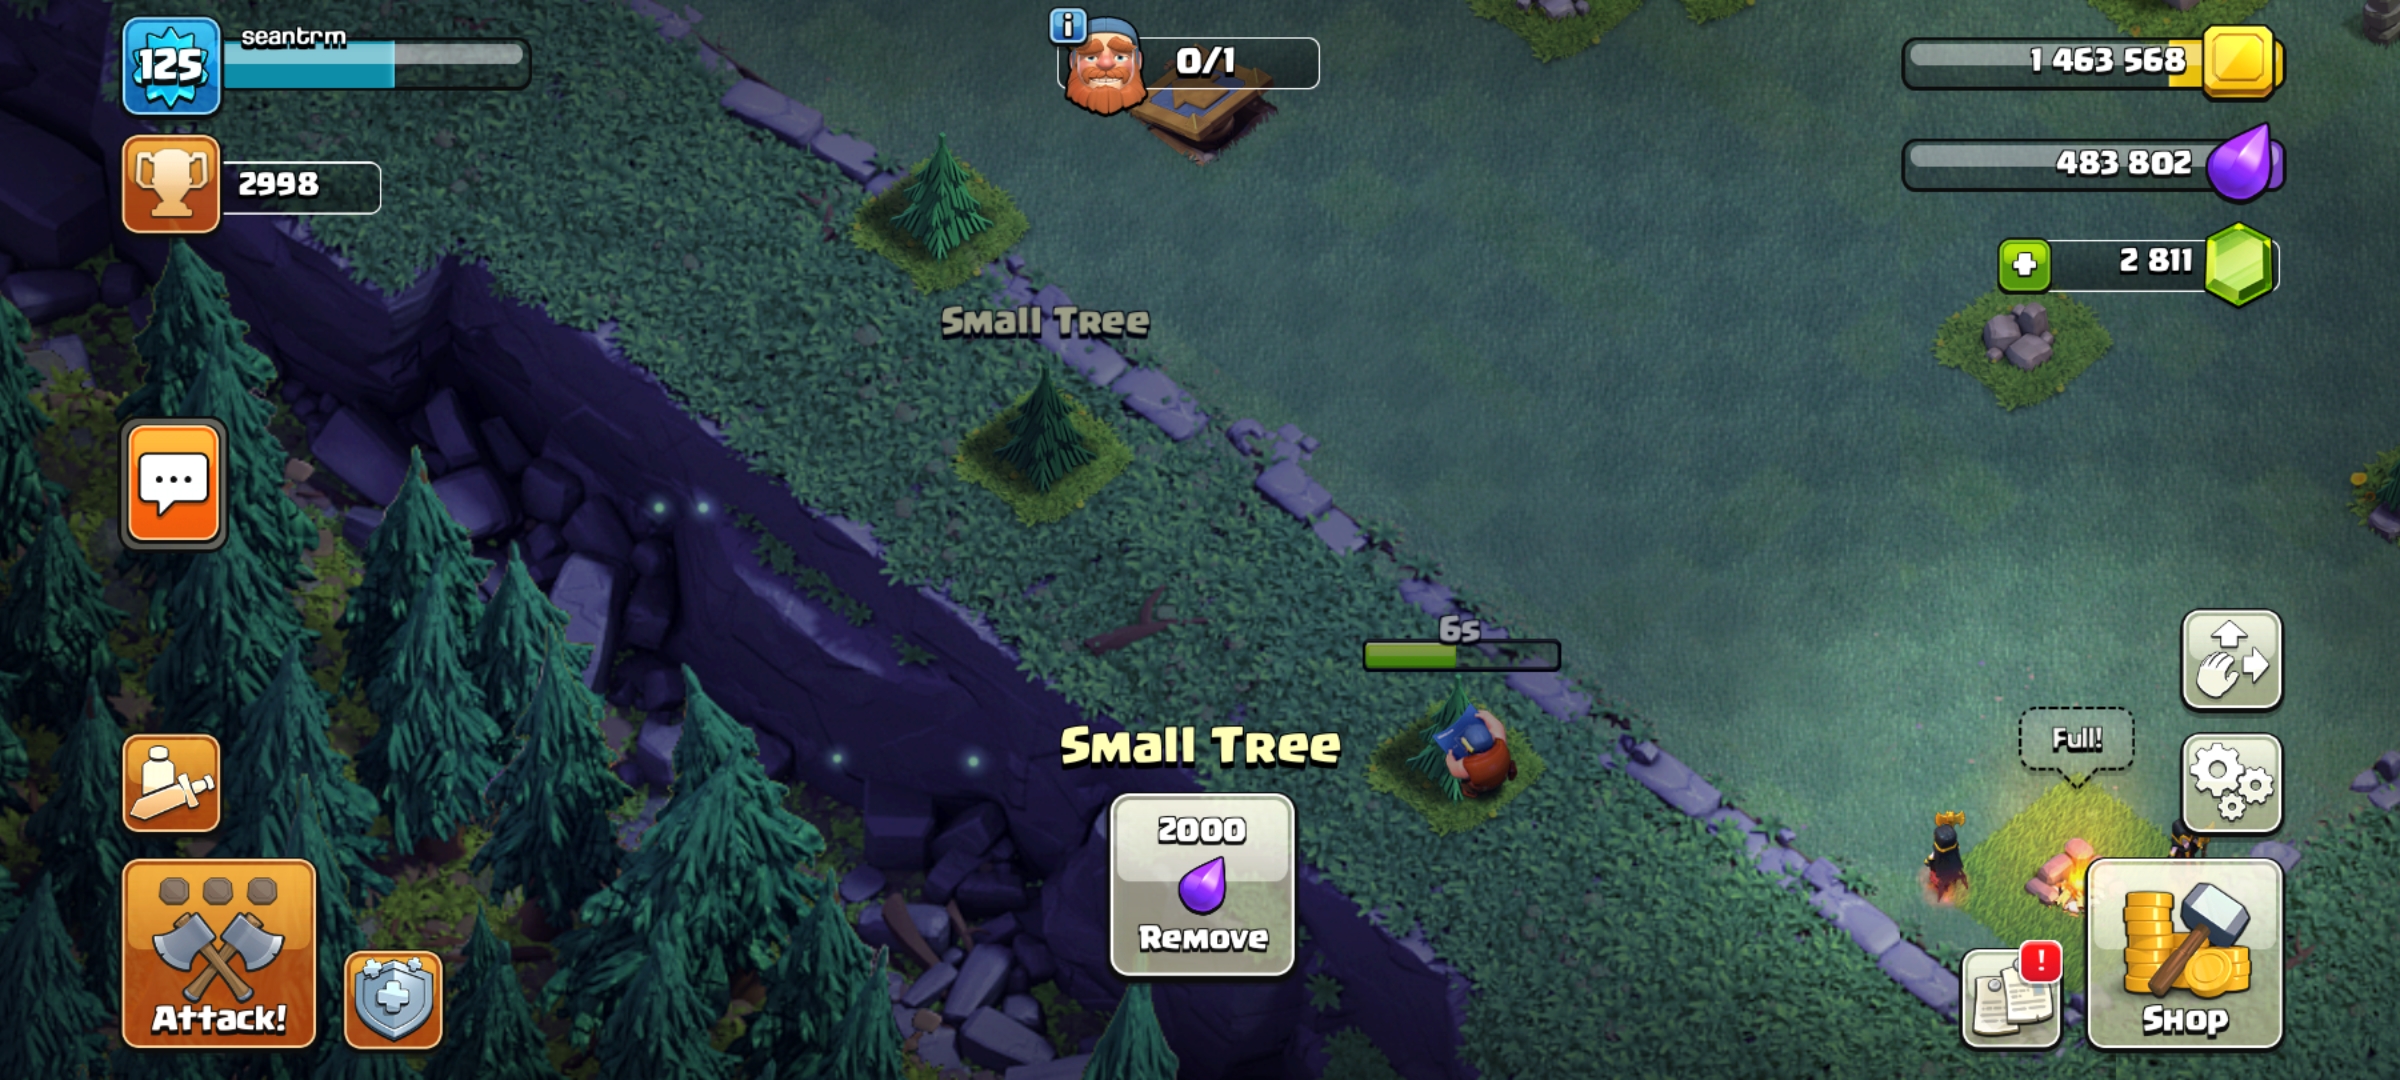 125
seantrm
i
0/1
1 463 568
2998
483 802
2 811
Small Tree
6s
Full!
Small Tree
2000
Remove
!
Attack!
Shop